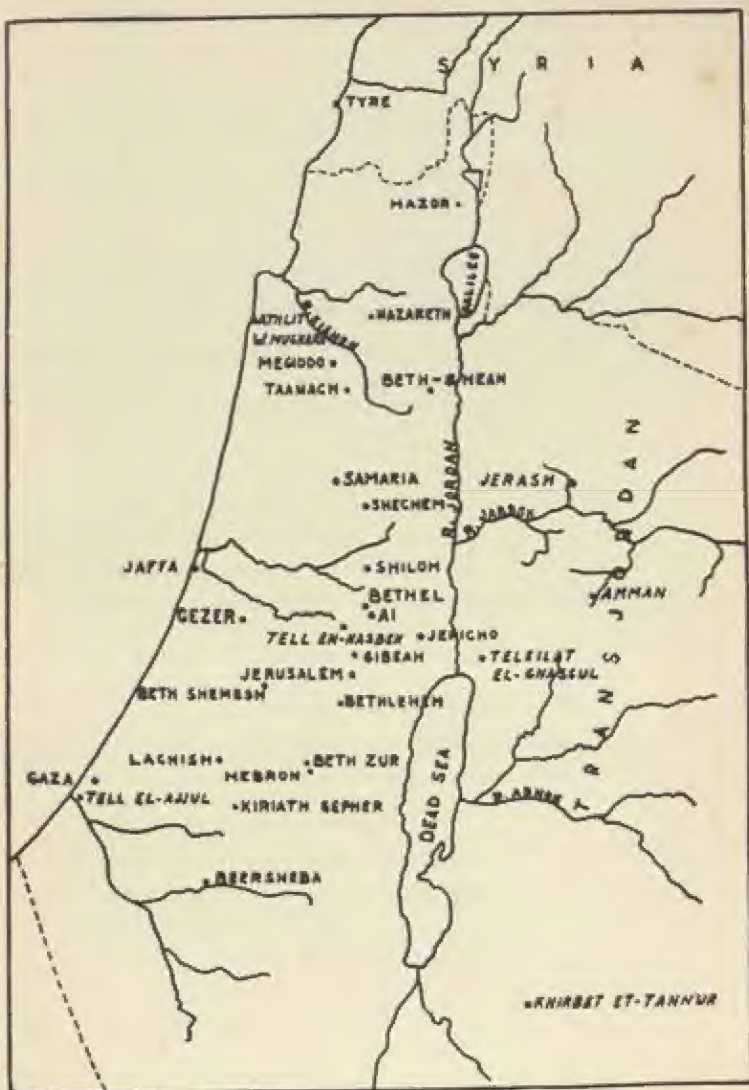 SYRIA
TYRE
HAZOR
GALILEE
NAZARETH
R. KISHON
ATHLIT
W. MUGHARA
MEGIDDO
TAANACH
BETH-SHEAN
SAMARIA
SHECHEM
R. JORDAN
JERASH
R. JABBOK
TRANSJORDAN
JAFFA
SHILOH
AMMAN
BETHEL
AI
GEZER
TELL EN-NASBEH
JERICHO
GIBEAH
TELEILAT
EL-GHASSUL
JERUSALEM
BETH SHEMESH
BETHLEHEM
LACHISH
BETH ZUR
HEBRON
GAZA
TELL EL-AJJUL
KIRIATH SEPHER
DEAD SEA
R. ARNON
BEERSHEBA
KHIRBET ET-TANNUR